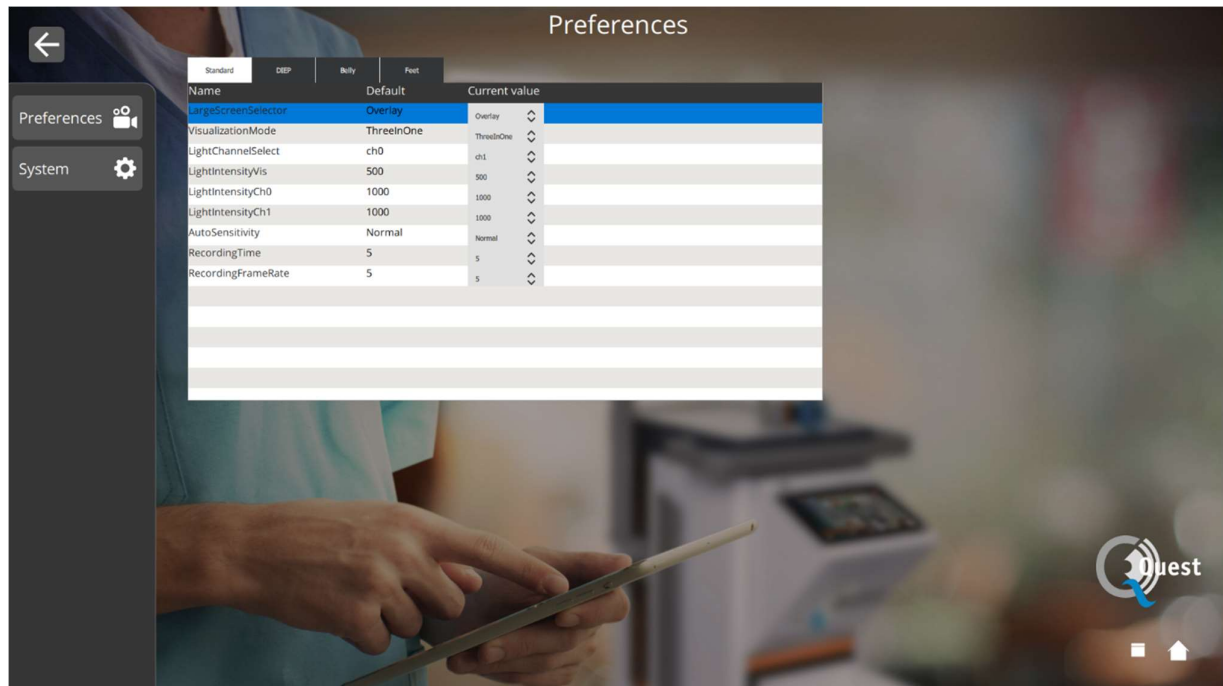 Preferences
Standard DIEP Belly Feet
Name Default Current value
Preferences
LargeScreenSelector Overlay Overlay
VisualizationMode ThreeInOne ThreeInOne
System
LightChannelSelect ch0 ch1
LightIntensityVis 500 500
LightIntensityCh0 1000 1000
LightIntensityCh1 1000 1000
AutoSensitivity Normal Normal
RecordingTime 5 5
RecordingFrameRate 5 5
Quest